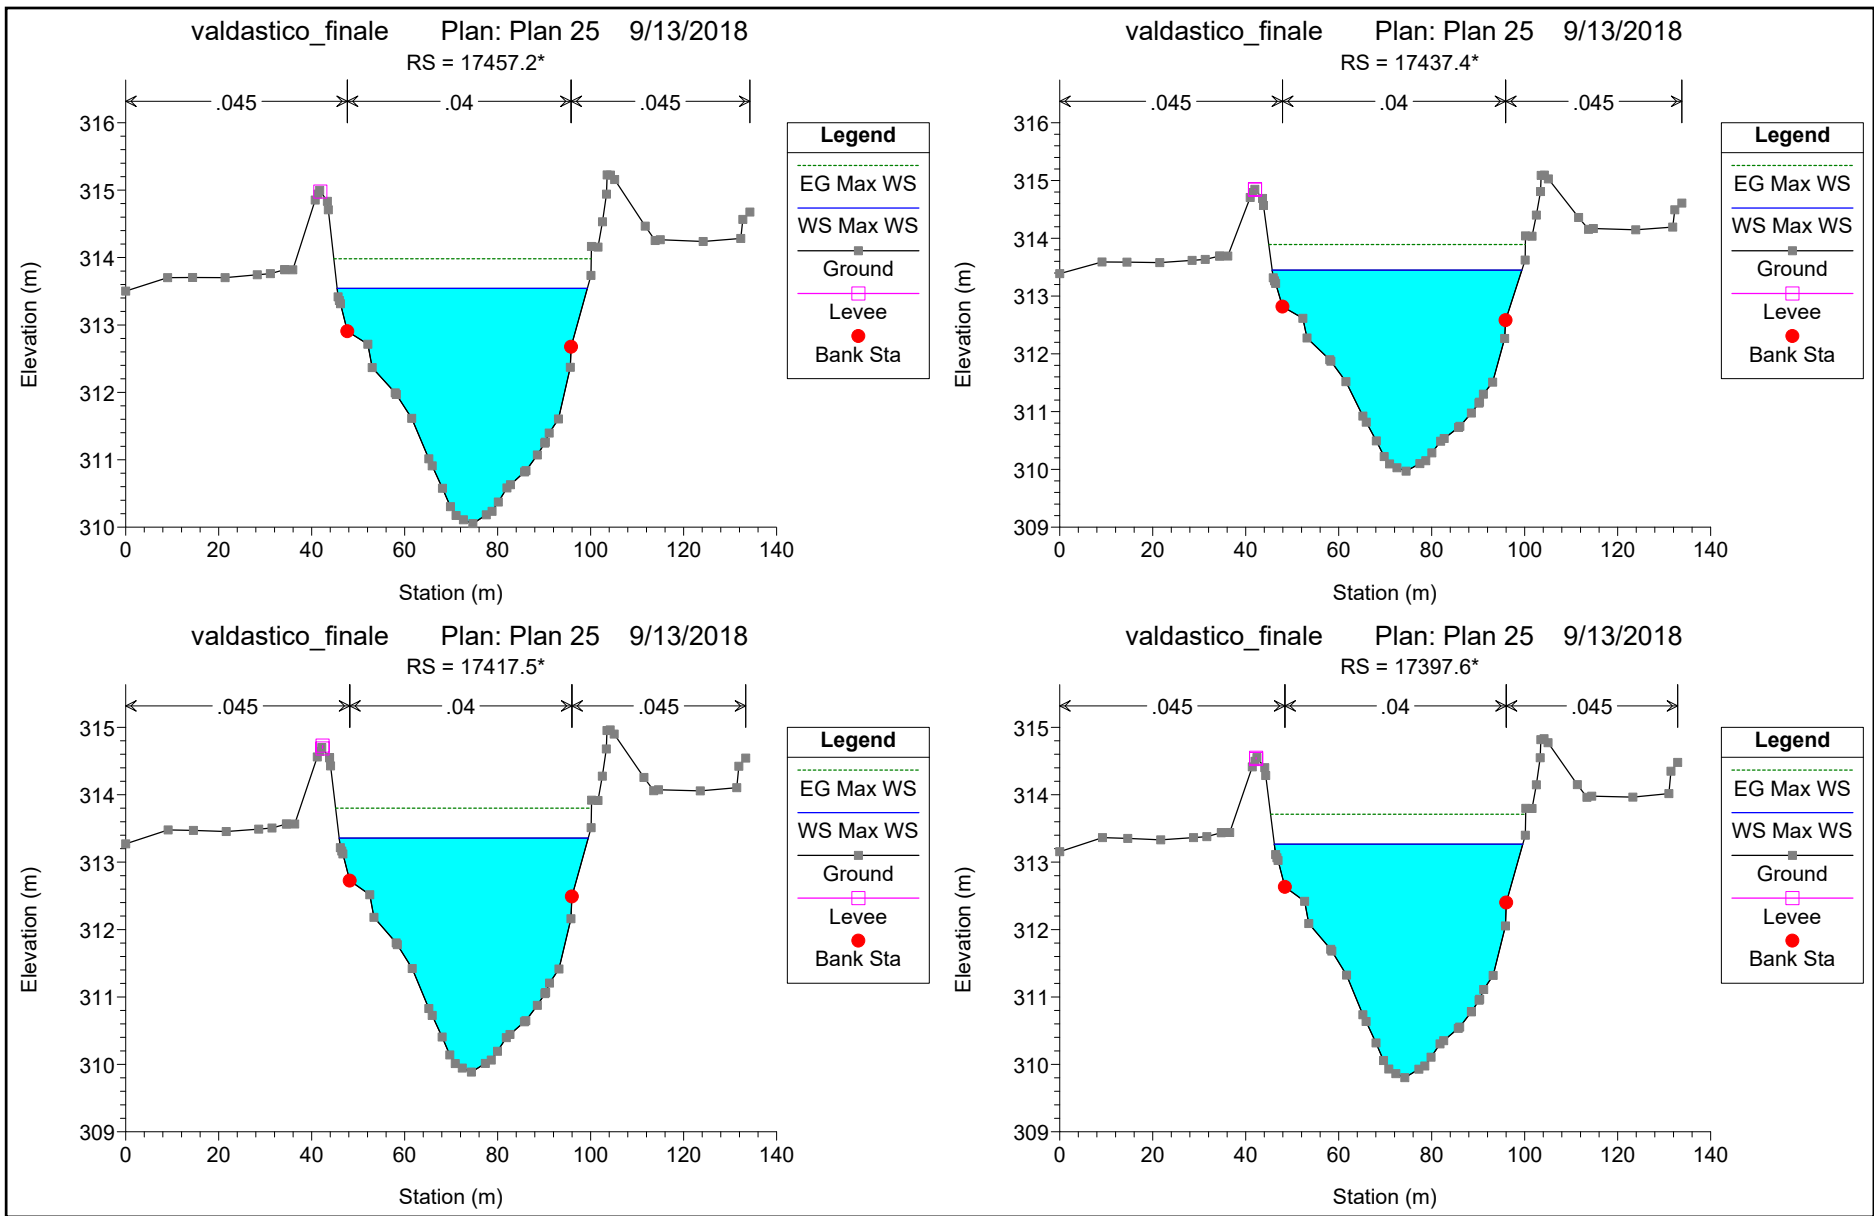 valdastico_finale Plan: Plan 25 9/13/2018
RS = 17457.2*
.045 .04 .045
316
315
314
313
312
311
310
0 20 40 60 80 100 120 140
Elevation (m)
Station (m)
Legend
EG Max WS
WS Max WS
Ground
Levee
Bank Sta
valdastico_finale Plan: Plan 25 9/13/2018
RS = 17437.4*
.045 .04 .045
316
315
314
313
312
311
310
309
0 20 40 60 80 100 120 140
Elevation (m)
Station (m)
Legend
EG Max WS
WS Max WS
Ground
Levee
Bank Sta
valdastico_finale Plan: Plan 25 9/13/2018
RS = 17417.5*
.045 .04 .045
315
314
313
312
311
310
309
0 20 40 60 80 100 120 140
Elevation (m)
Station (m)
Legend
EG Max WS
WS Max WS
Ground
Levee
Bank Sta
valdastico_finale Plan: Plan 25 9/13/2018
RS = 17397.6*
.045 .04 .045
315
314
313
312
311
310
309
0 20 40 60 80 100 120 140
Elevation (m)
Station (m)
Legend
EG Max WS
WS Max WS
Ground
Levee
Bank Sta